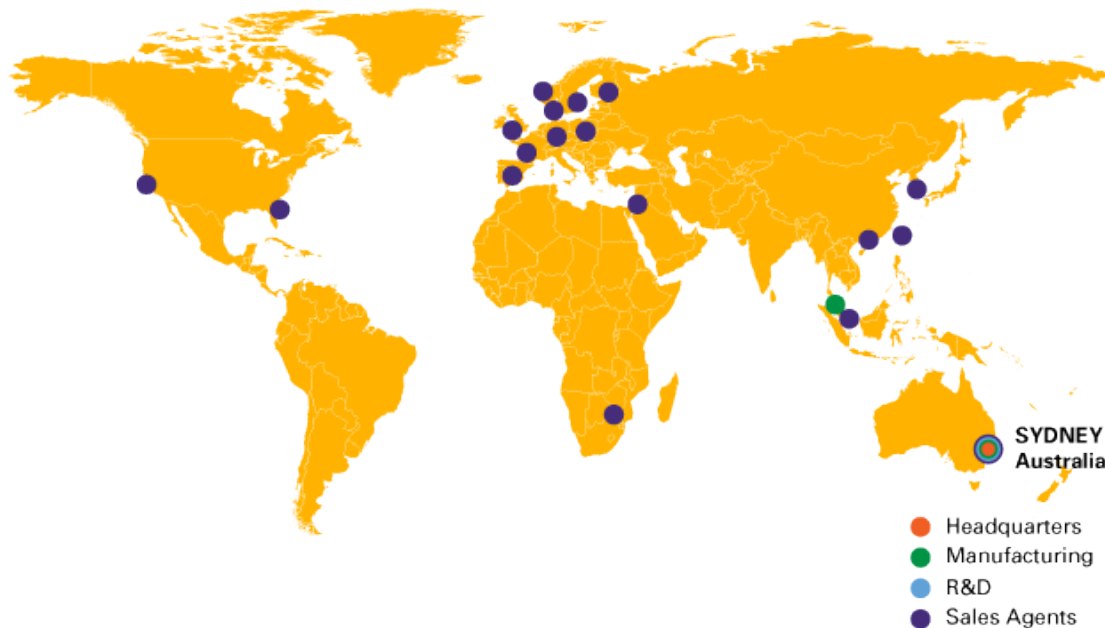 SYDNEY
Australia
Headquarters
Manufacturing
R&D
Sales Agents